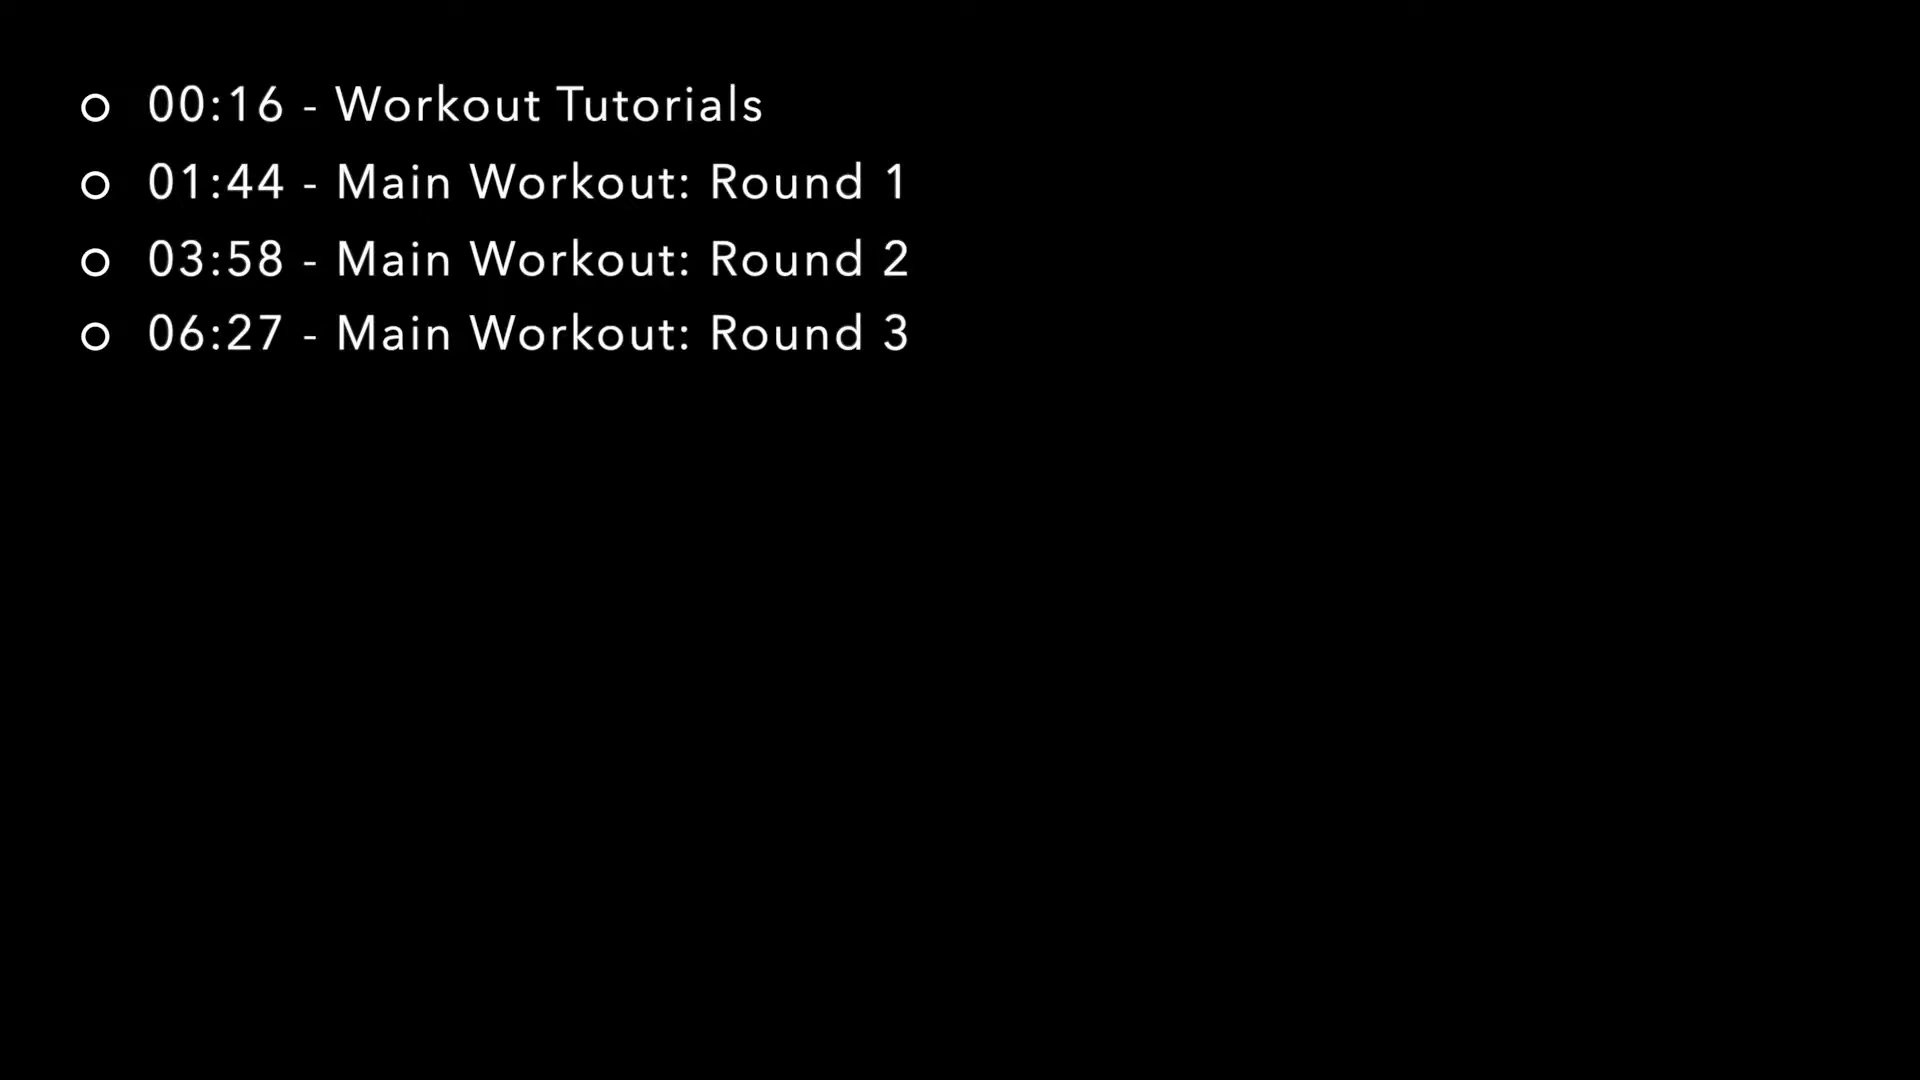 00:16 - Workout Tutorials
01:44 - Main Workout: Round 1
03:58 - Main Workout: Round 2
06:27 - Main Workout: Round 3